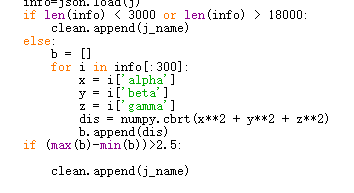 info=json.load(j)
if len(info) < 3000 or len(info) > 18000:
    clean.append(j_name)
else:
    b = []
    for i in info[:300]:
        x = i['alpha']
        y = i['beta']
        z = i['gamma']
        dis = numpy.cbrt(x**2 + y**2 + z**2)
        b.append(dis)
if (max(b)-min(b))>2.5:
    clean.append(j_name)